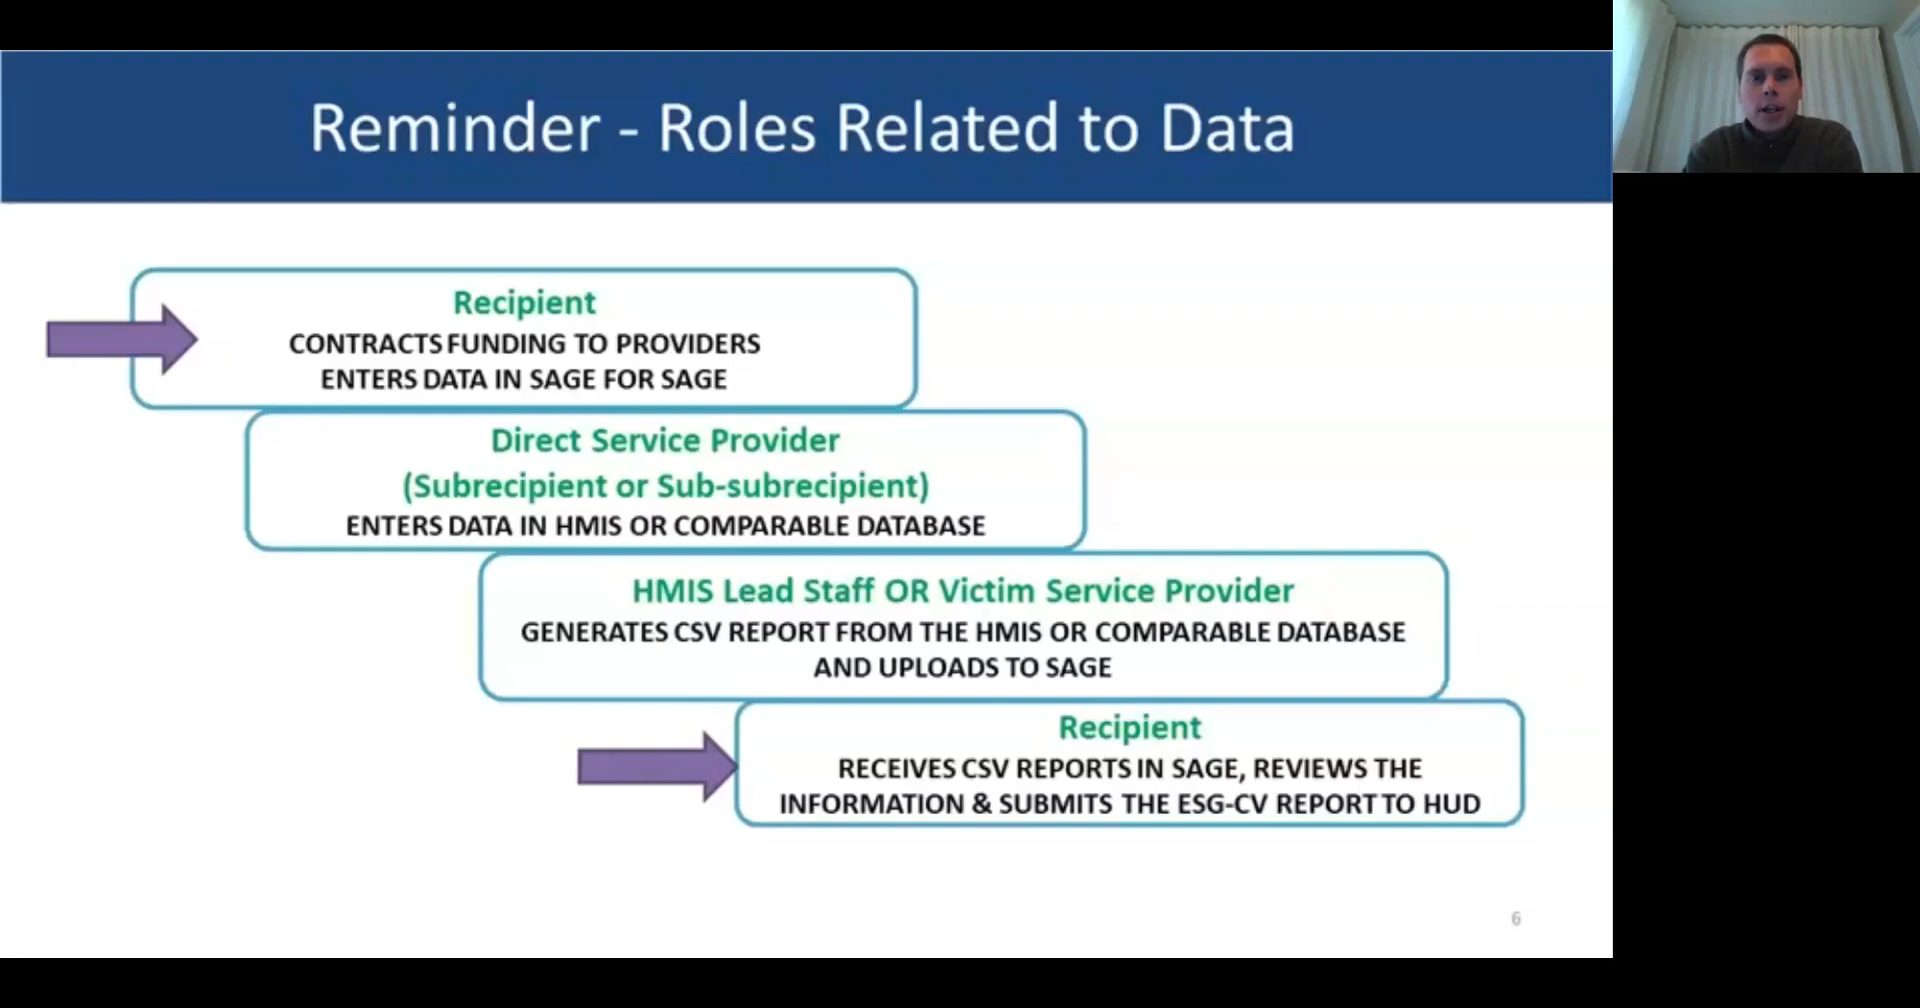 Reminder - Roles Related to Data
Recipient
CONTRACTS FUNDING TO PROVIDERS
ENTERS DATA IN SAGE FOR SAGE
Direct Service Provider
(Subrecipient or Sub-subrecipient)
ENTERS DATA IN HMIS OR COMPARABLE DATABASE
HMIS Lead Staff OR Victim Service Provider
GENERATES CSV REPORT FROM THE HMIS OR COMPARABLE DATABASE
AND UPLOADS TO SAGE
Recipient
RECEIVES CSV REPORTS IN SAGE, REVIEWS THE
INFORMATION & SUBMITS THE ESG-CV REPORT TO HUD
6